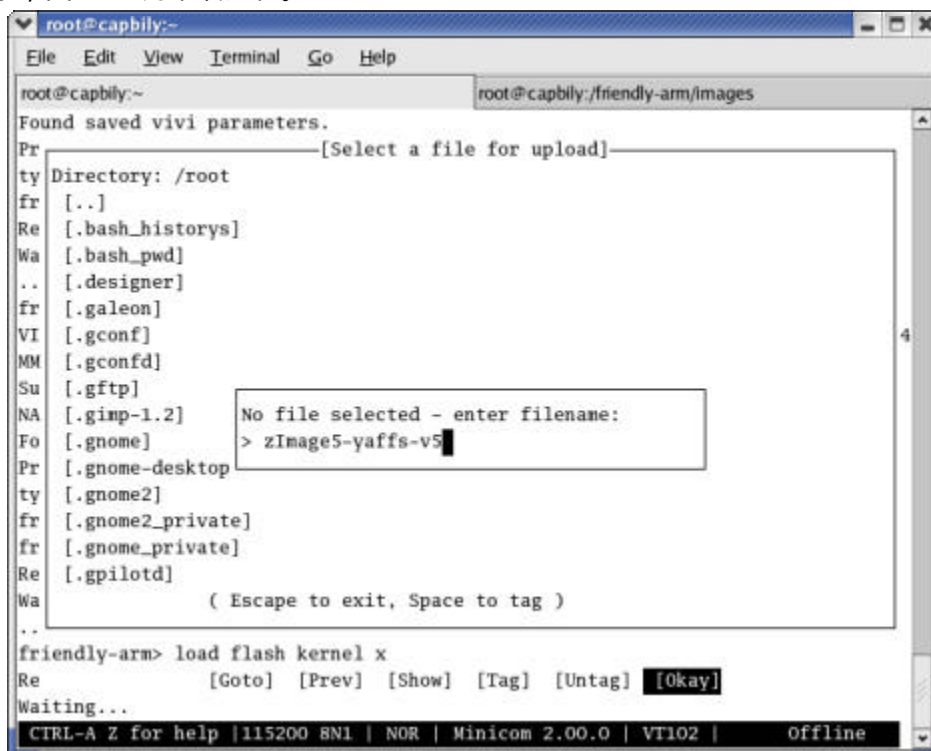 root@capbily:~
File Edit View Terminal Go Help
root@capbily:~ root@capbily:/friendly-arm/images
Found saved vivi parameters.
Pr [Select a file for upload]
ty Directory: /root
fr [..]
Re [.bash_historys]
Wa [.bash_pwd]
.. [.designer]
fr [.galeon]
VI [.gconf] 4
MM [.gconfd]
Su [.gftp]
NA [.gimp-1.2] No file selected - enter filename:
Fo [.gnome] > zImage5-yaffs-v5
Pr [.gnome-desktop
ty [.gnome2]
fr [.gnome2_private]
fr [.gnome_private]
Re [.gpilotd]
Wa ( Escape to exit, Space to tag )
..
friendly-arm> load flash kernel x
Re [Goto] [Prev] [Show] [Tag] [Untag] [Okay]
Waiting...
CTRL-A Z for help |115200 8N1 | NOR | Minicom 2.00.0 | VT102 | Offline